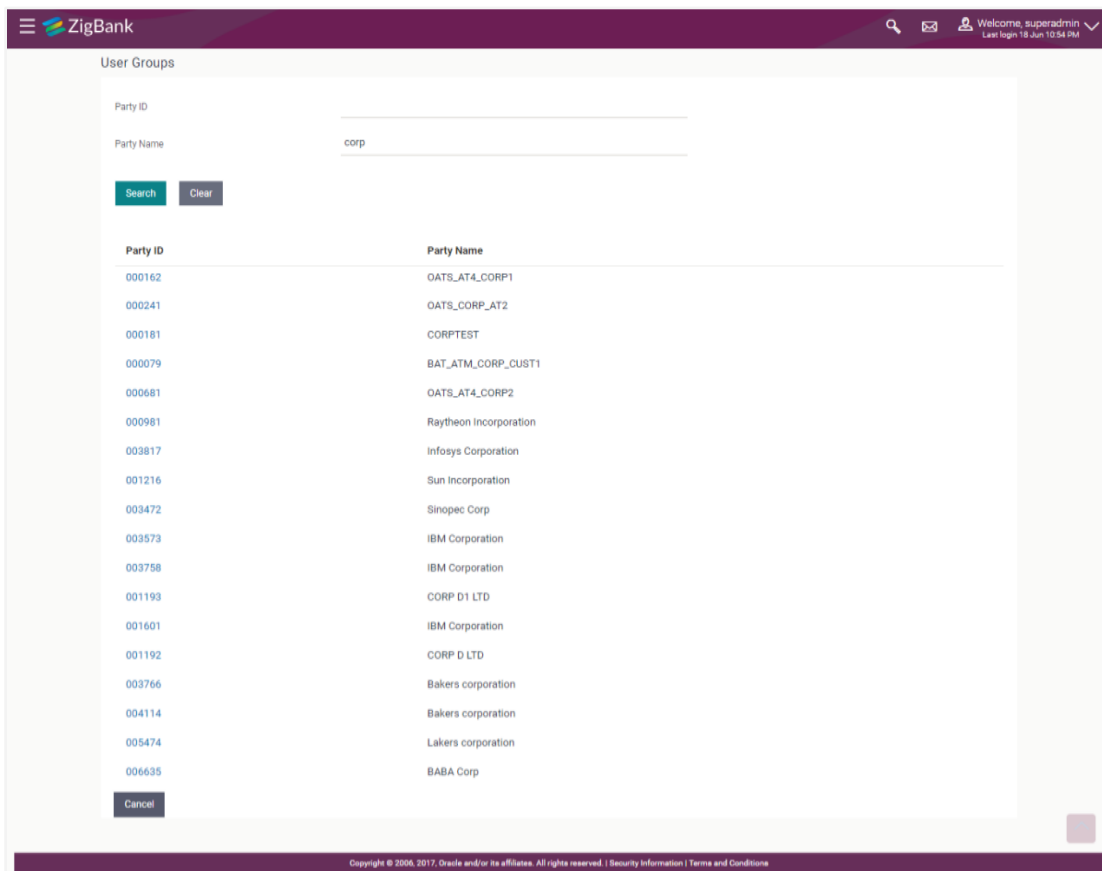 ZigBank
Welcome, superadmin
Last login 18 Jun 10:54 PM
User Groups
Party ID
Party Name corp
Search Clear
Party ID Party Name
000162 OATS_AT4_CORP1
000241 OATS_CORP_AT2
000181 CORPTEST
000079 BAT_ATM_CORP_CUST1
000681 OATS_AT4_CORP2
000981 Raytheon Incorporation
003817 Infosys Corporation
001216 Sun Incorporation
003472 Sinopec Corp
003573 IBM Corporation
003758 IBM Corporation
001193 CORP D1 LTD
001601 IBM Corporation
001192 CORP D LTD
003766 Bakers corporation
004114 Bakers corporation
005474 Lakers corporation
006635 BABA Corp
Cancel
Copyright © 2006, 2017, Oracle and/or its affiliates. All rights reserved. | Security Information | Terms and Conditions